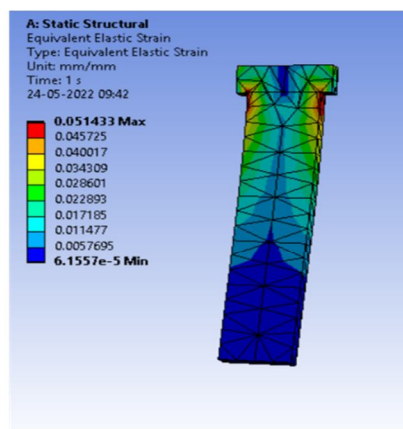 A: Static Structural
Equivalent Elastic Strain
Type: Equivalent Elastic Strain
Unit: mm/mm
Time: 1 s
24-05-2022 09:42
0.051433 Max
0.045725
0.040017
0.034309
0.028601
0.022893
0.017185
0.011477
0.0057695
6.1557e-5 Min